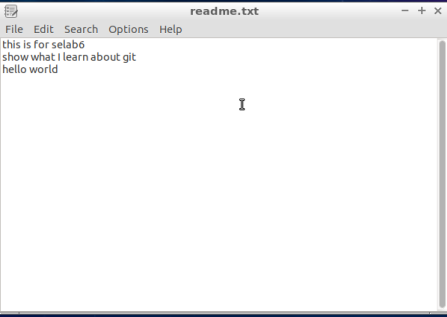 readme.txt
File Edit Search Options Help
this is for selab6
show what I learn about git
hello world